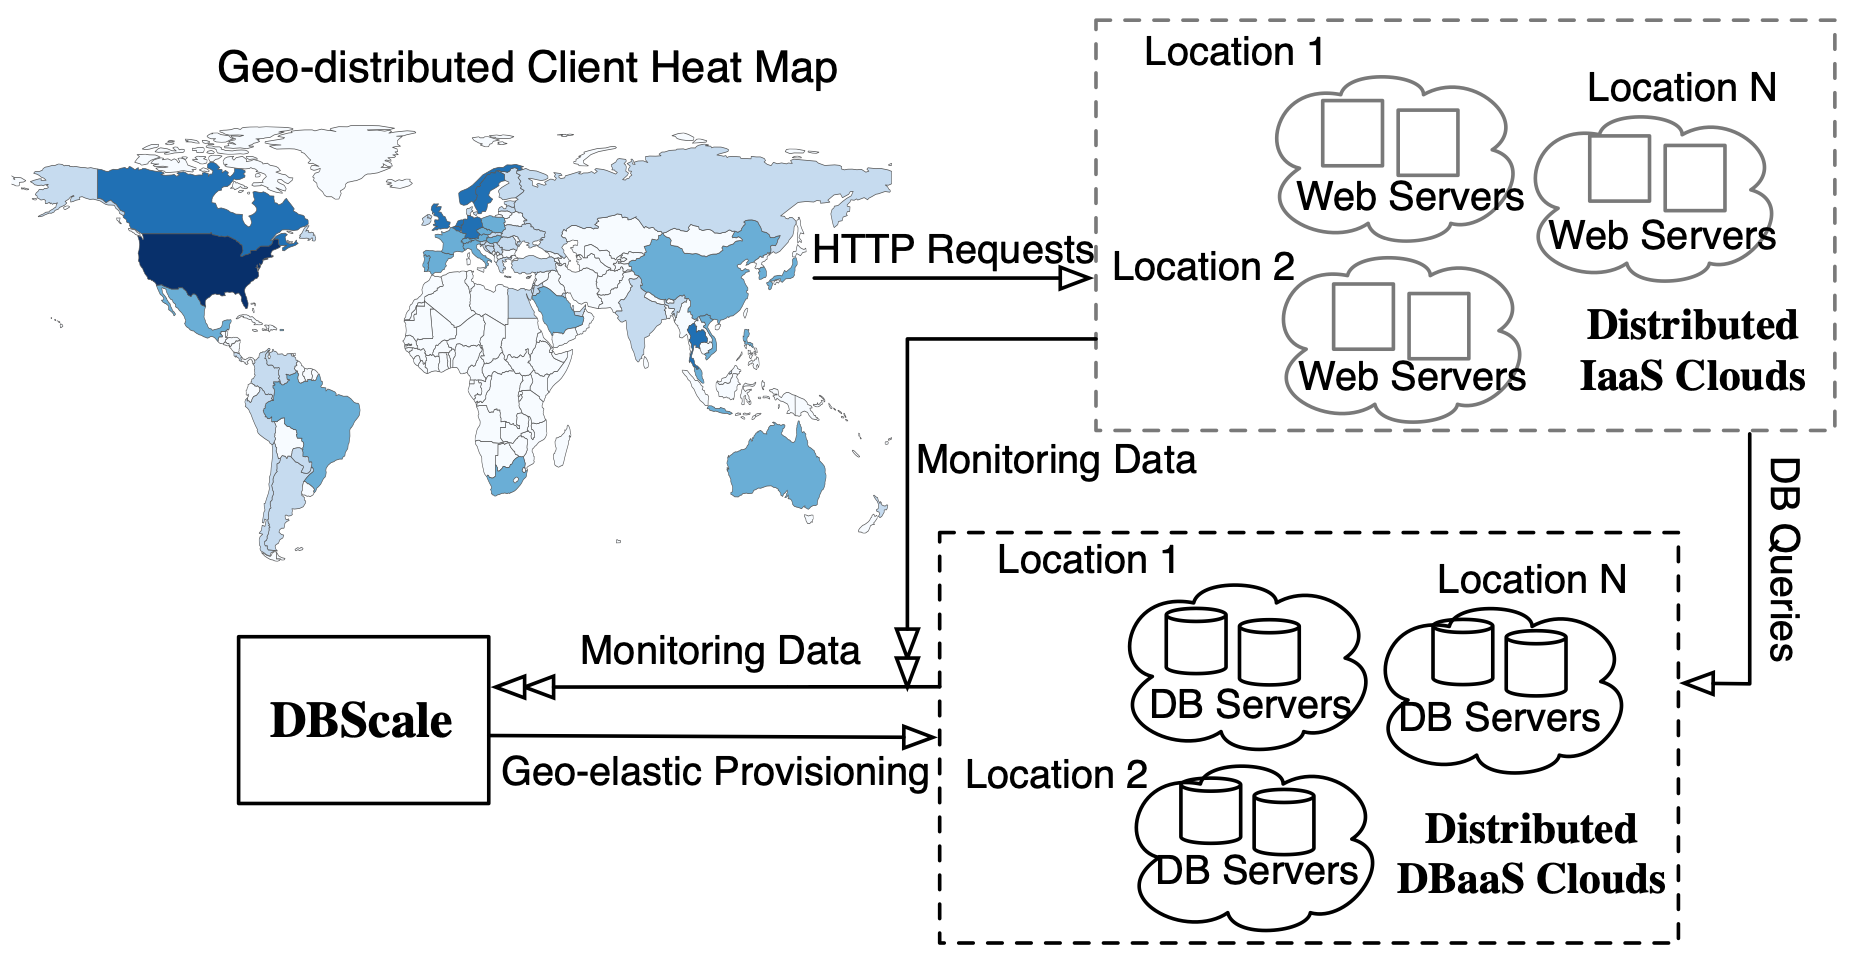 Geo-distributed Client Heat Map
HTTP Requests
Location 1
Web Servers
Location N
Web Servers
Location 2
Web Servers
Distributed
IaaS Clouds
Monitoring Data
DB Queries
Monitoring Data
DBScale
Geo-elastic Provisioning
Location 1
DB Servers
Location N
DB Servers
Location 2
DB Servers
Distributed
DBaaS Clouds